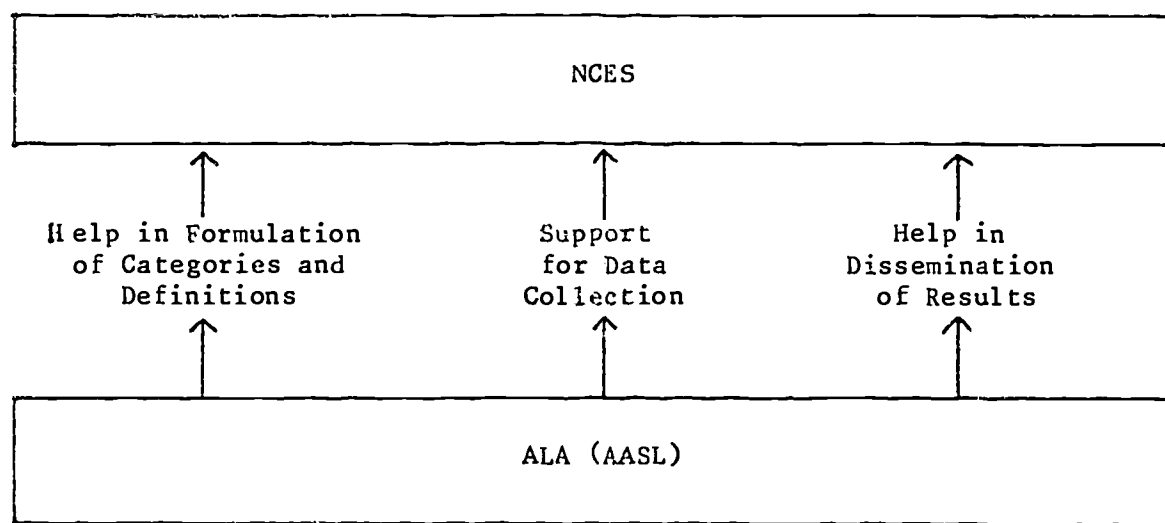 NCES
Help in Formulation
of Categories and
Definitions
Support
for Data
Collection
Help in
Dissemination
of Results
ALA (AASL)